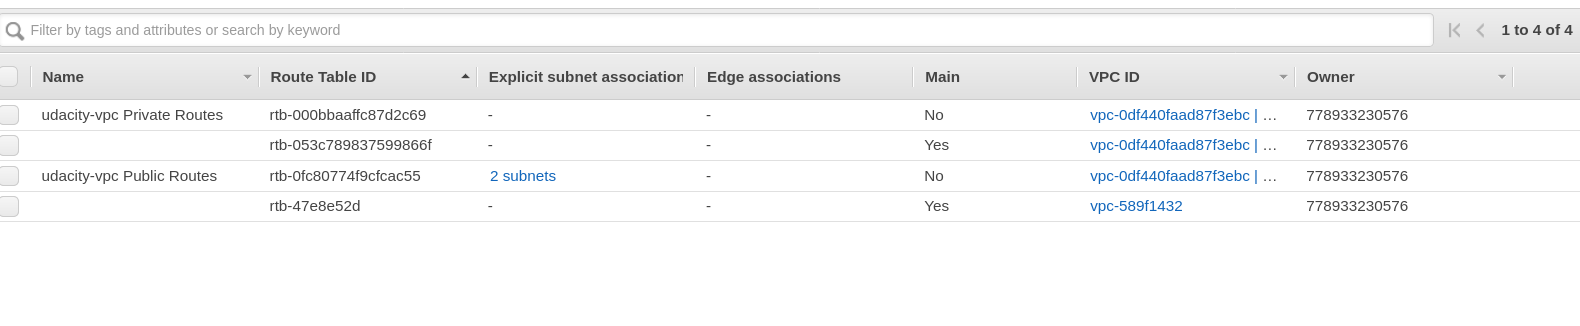 Filter by tags and attributes or search by keyword 1 to 4 of 4
Name Route Table ID Explicit subnet association Edge associations Main VPC ID Owner
udacity-vpc Private Routes rtb-000bbaaffc87d2c69 - - No vpc-0df440faad87f3ebc | … 778933230576
rtb-053c789837599866f - - Yes vpc-0df440faad87f3ebc | … 778933230576
udacity-vpc Public Routes rtb-0fc80774f9cfcac55 2 subnets - No vpc-0df440faad87f3ebc | … 778933230576
rtb-47e8e52d - - Yes vpc-589f1432 778933230576